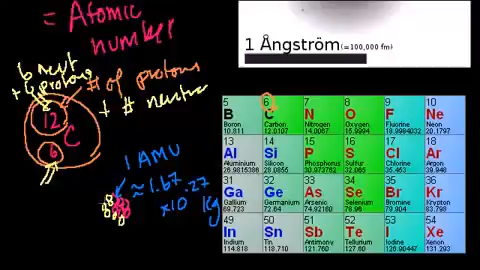 = Atomic
number
6 neut
+ 6 protons
# of protons
+ # neutro
12
C
6
1 AMU
≈ 1.67
×10 -27 kg
1 Ångström (=100,000 fm)
5 6 7 8 9 10
B C N O F Ne
Boron Carbon Nitrogen Oxygen Fluorine Neon
10.811 12.0107 14.0067 15.9994 18.9984032 20.1797
13 14 15 16 17 18
Al Si P S Cl Ar
Aluminium Silicon Phosphorus Sulfur Chlorine Argon
26.9815386 28.0855 30.973762 32.065 35.453 39.948
31 32 33 34 35 36
Ga Ge As Se Br Kr
Gallium Germanium Arsenic Selenium Bromine Krypton
69.723 72.64 74.92160 78.96 79.904 83.798
49 50 51 52 53 54
In Sn Sb Te I Xe
Indium Tin Antimony Tellurium Iodine Xenon
114.818 118.710 121.760 127.60 126.90447 131.293